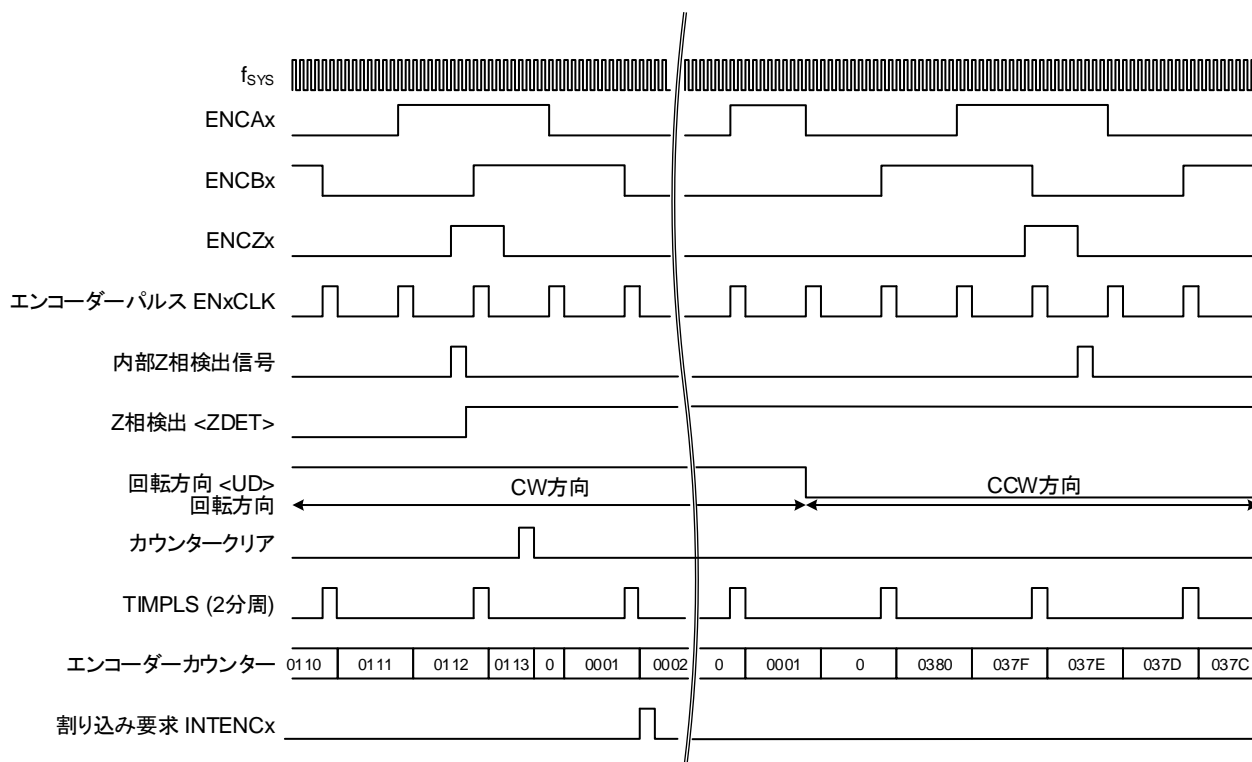 fSYS
ENCAx
ENCBx
ENCZx
エンコーダーパルス ENxCLK
内部Z相検出信号
Z相検出 <ZDET>
回転方向 <UD>
回転方向
CW方向
CCW方向
カウンタークリア
TIMPLS (2分周)
エンコーダーカウンター
0110 0111 0112 0113 0 0001 0002 0 0001 0 0380 037F 037E 037D 037C
割り込み要求 INTENCx